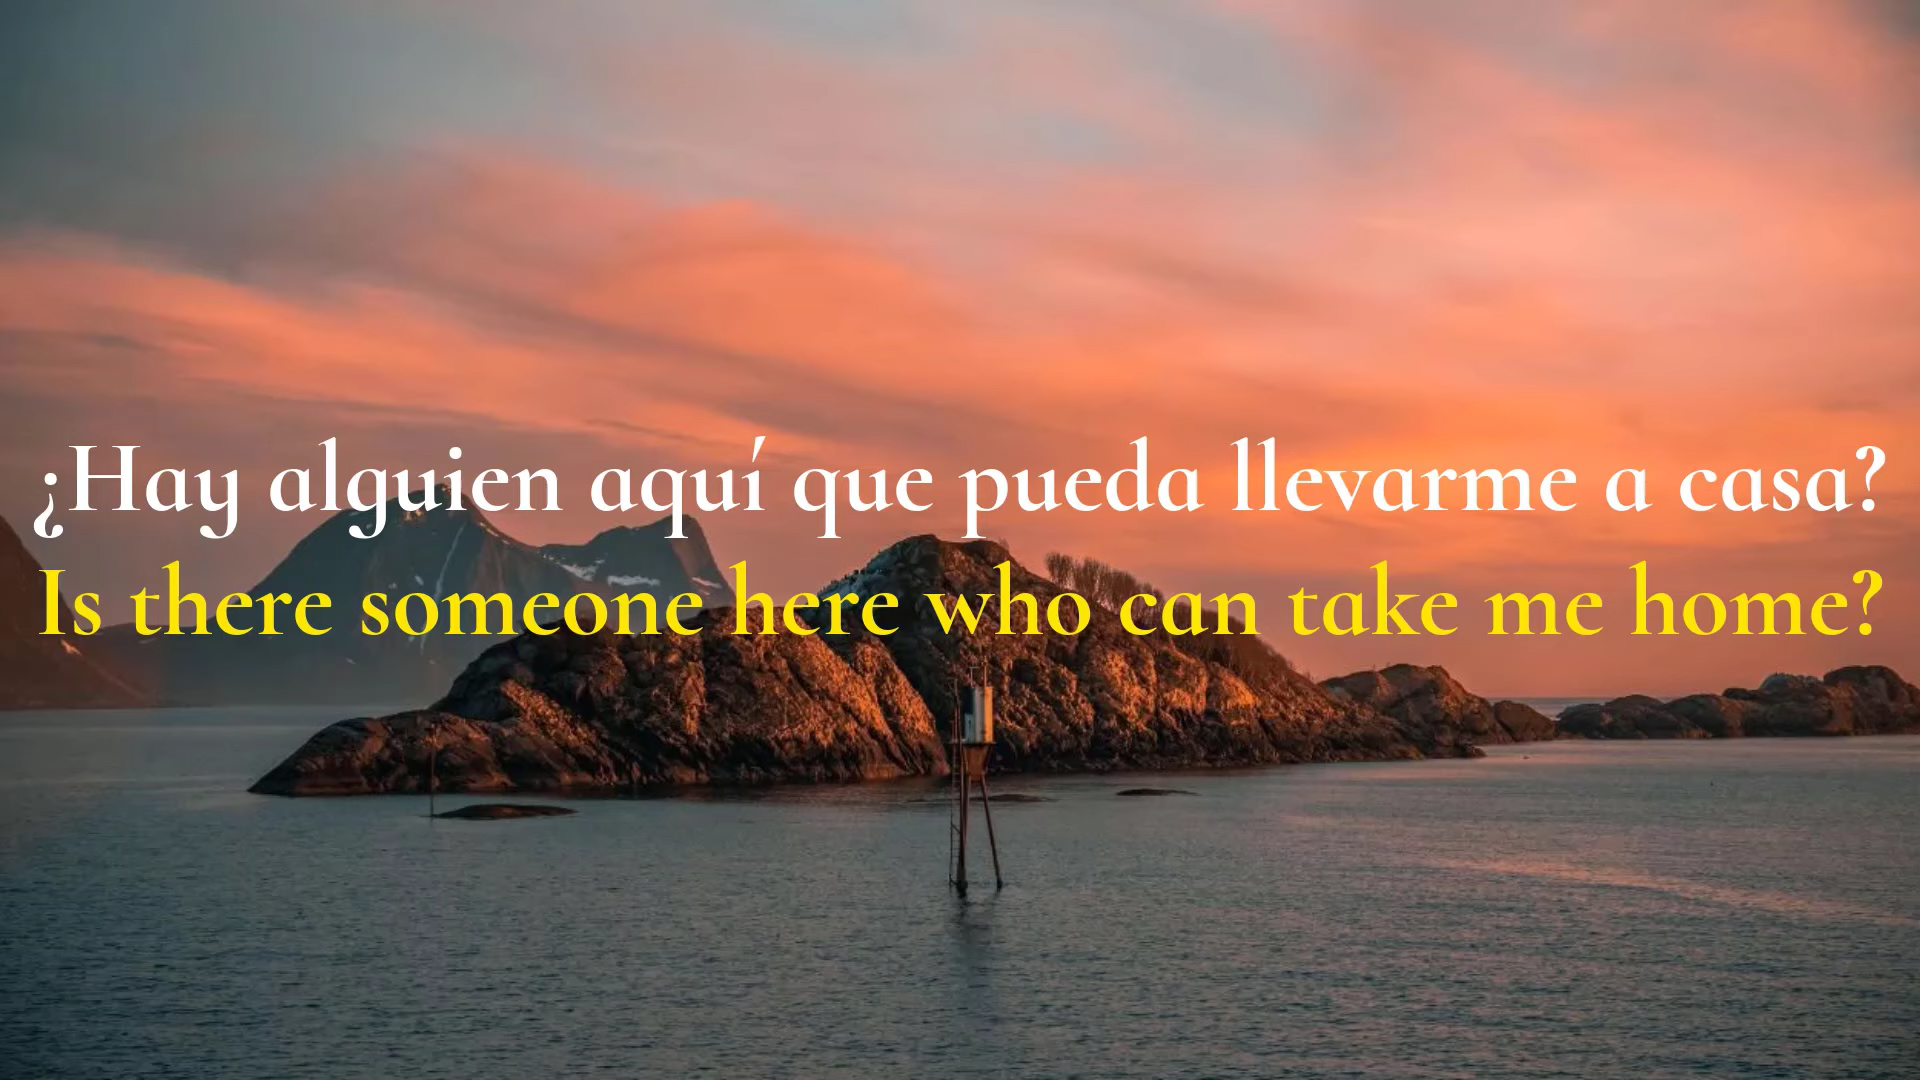 ¿Hay alguien aquí que pueda llevarme a casa?
Is there someone here who can take me home?